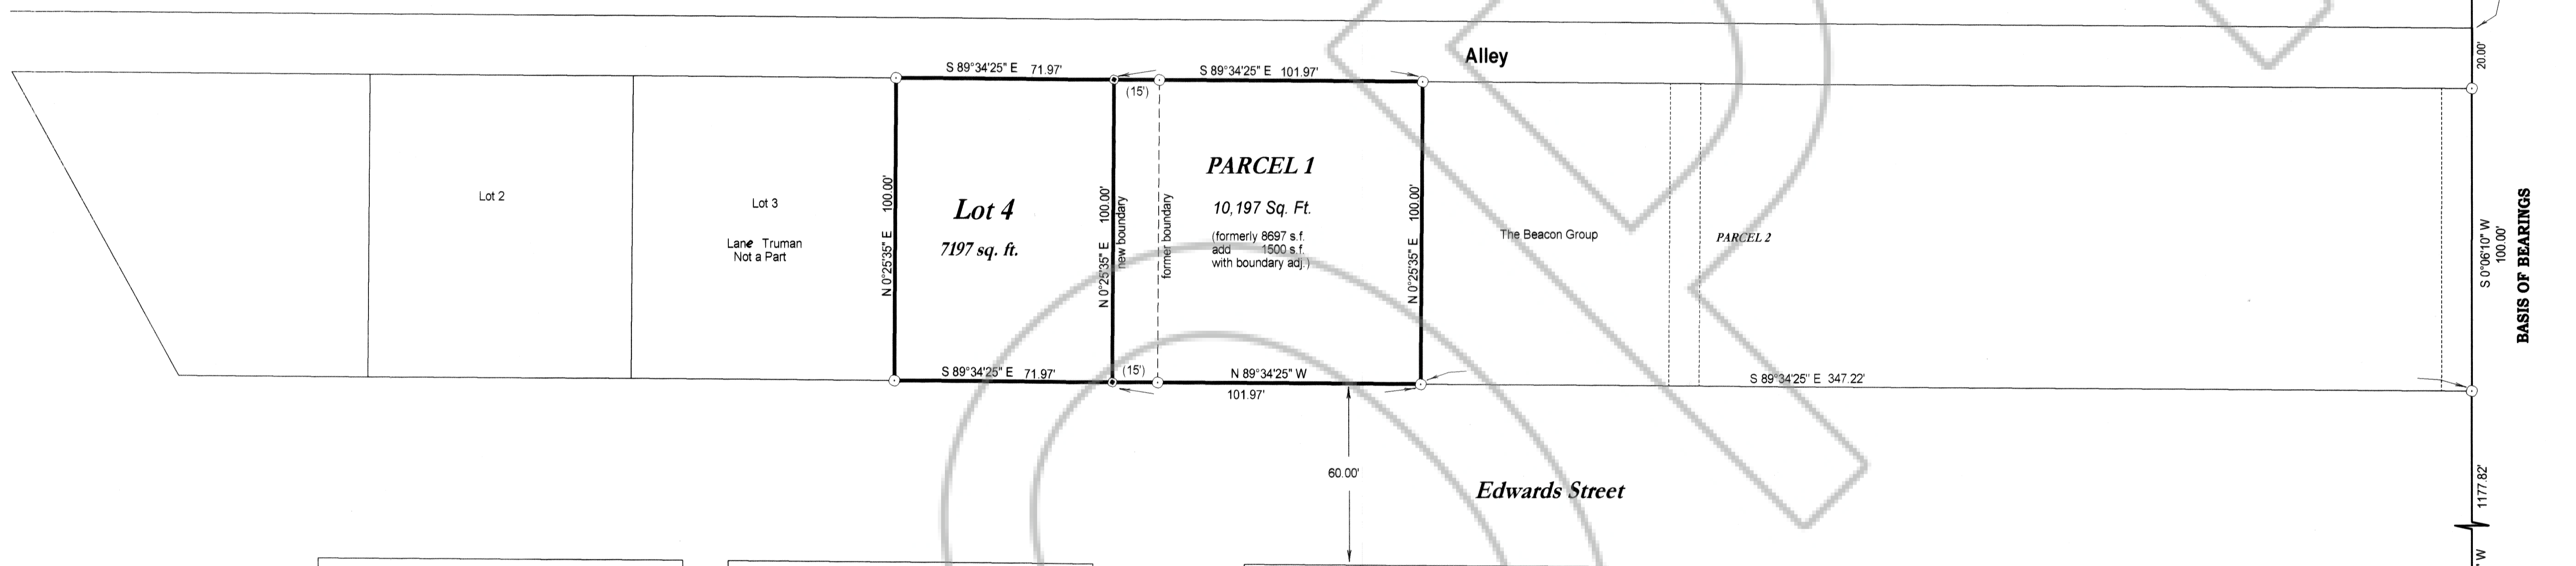 Alley
20.00'
S 89°34'25" E 71.97'
S 89°34'25" E 101.97'
(15')
Lot 2
Lot 3
Lane Truman
Not a Part
N 0°25'35" E 100.00'
Lot 4
7197 sq. ft.
N 0°25'35" E 100.00'
new boundary
former boundary
PARCEL 1
10,197 Sq. Ft.
(formerly 8697 s.f.
add 1500 s.f.
with boundary adj.)
N 0°25'35" E 100.00'
The Beacon Group
PARCEL 2
S 0°06'10" W
100.00'
BASIS OF BEARINGS
S 89°34'25" E 71.97'
(15')
N 89°34'25" W
101.97'
S 89°34'25" E 347.22'
60.00'
Edwards Street
1177.82'
W